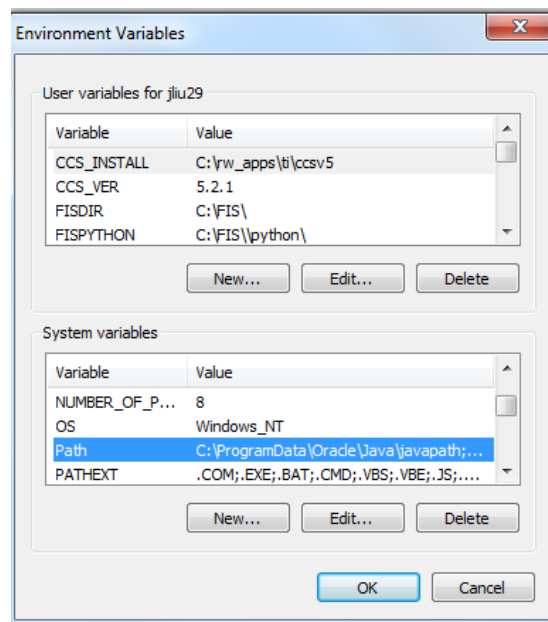 Environment Variables
User variables for jliu29
Variable Value
CCS_INSTALL C:\rw_apps\ti\ccsv5
CCS_VER 5.2.1
FISDIR C:\FIS\
FISPYTHON C:\FIS\\python\
New... Edit... Delete
System variables
Variable Value
NUMBER_OF_P... 8
OS Windows_NT
Path C:\ProgramData\Oracle\Java\javapath;...
PATHEXT .COM;.EXE;.BAT;.CMD;.VBS;.VBE;.JS;....
New... Edit... Delete
OK Cancel